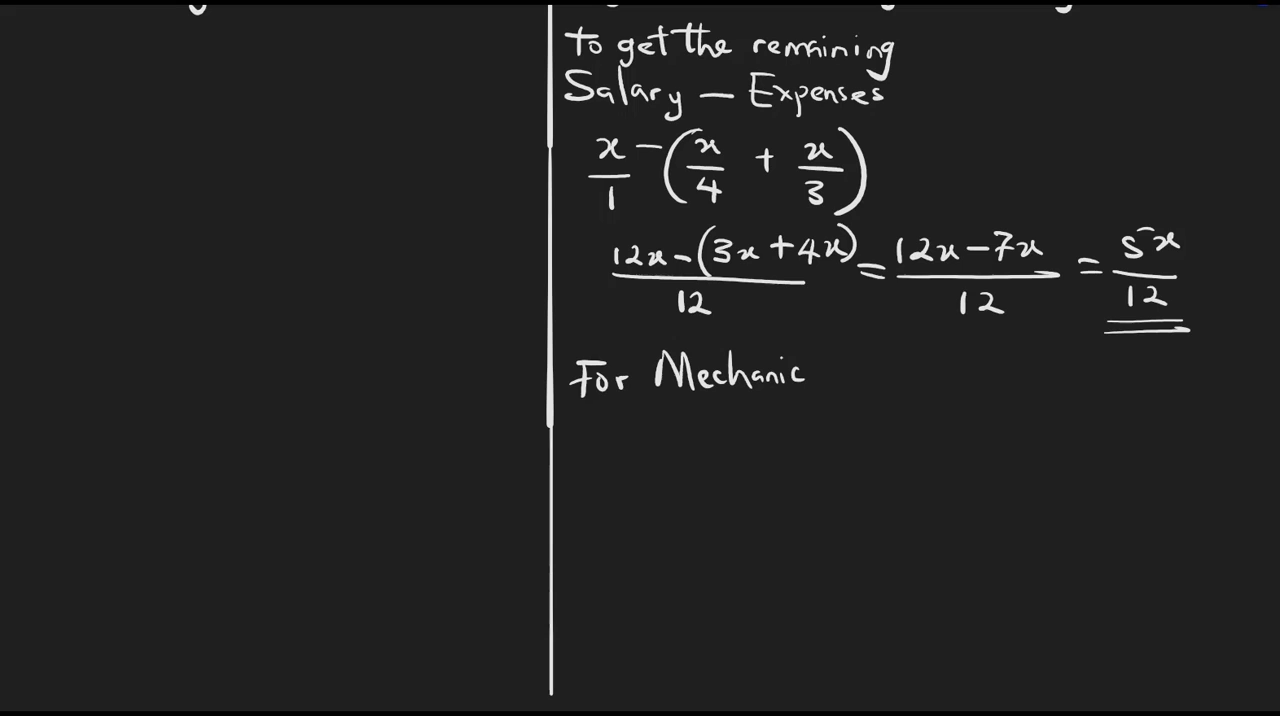 To get the remaining
Salary – Expenses
x/1 – (x/4 + x/3)
12x – (3x + 4x)/12 = 12x – 7x/12 = 5x/12
For Mechanic